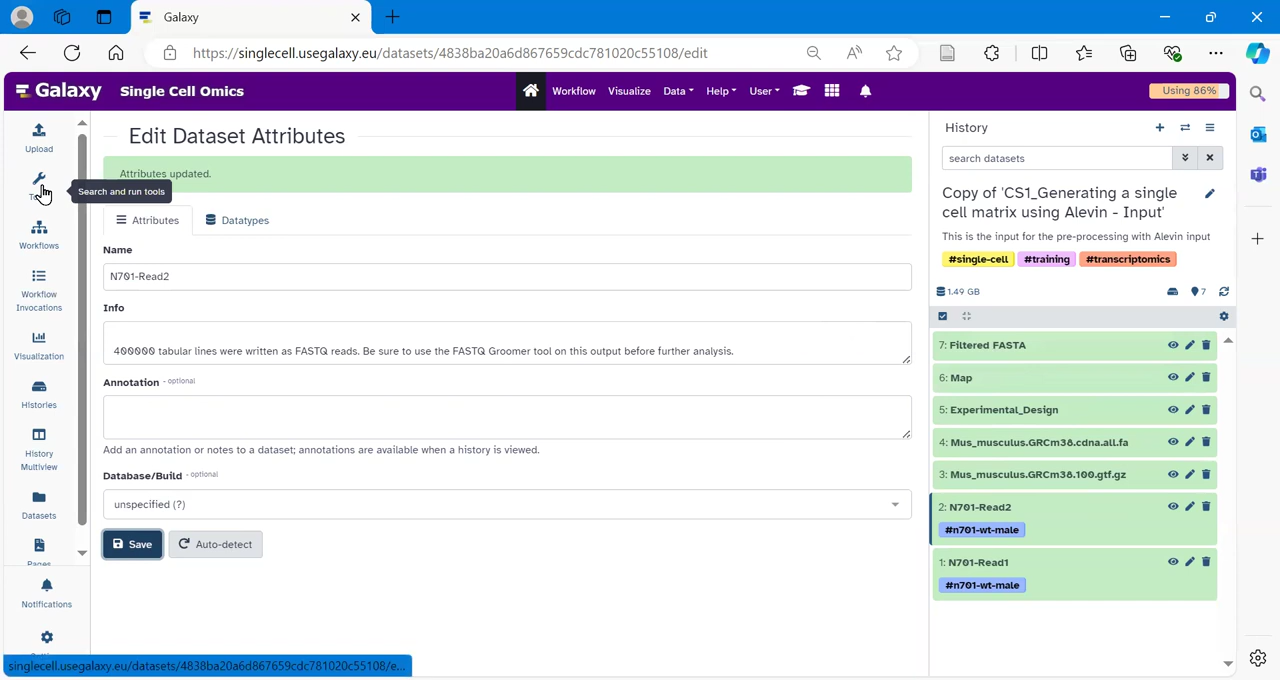 Galaxy
https://singlecell.usegalaxy.eu/datasets/4838ba20a6d867659cdc781020c55108/edit
Galaxy Single Cell Omics
Workflow Visualize Data Help User
Using 86%
Upload
Search and run tools
Workflows
Workflow
Invocations
Visualization
Histories
History
Multiview
Datasets
Pages
Notifications
Edit Dataset Attributes
Attributes updated.
Attributes Datatypes
Name
N701-Read2
Info
400000 tabular lines were written as FASTQ reads. Be sure to use the FASTQ Groomer tool on this output before further analysis.
Annotation - optional
Add an annotation or notes to a dataset; annotations are available when a history is viewed.
Database/Build - optional
unspecified (?)
Save Auto-detect
History
search datasets
Copy of 'CS1_Generating a single
cell matrix using Alevin - Input'
This is the input for the pre-processing with Alevin input
#single-cell #training #transcriptomics
1.49 GB 7
7: Filtered FASTA
6: Map
5: Experimental_Design
4: Mus_musculus.GRCm38.cdna.all.fa
3: Mus_musculus.GRCm38.100.gtf.gz
2: N701-Read2
#n701-wt-male
1: N701-Read1
#n701-wt-male
singlecell.usegalaxy.eu/datasets/4838ba20a6d867659cdc781020c55108/e...